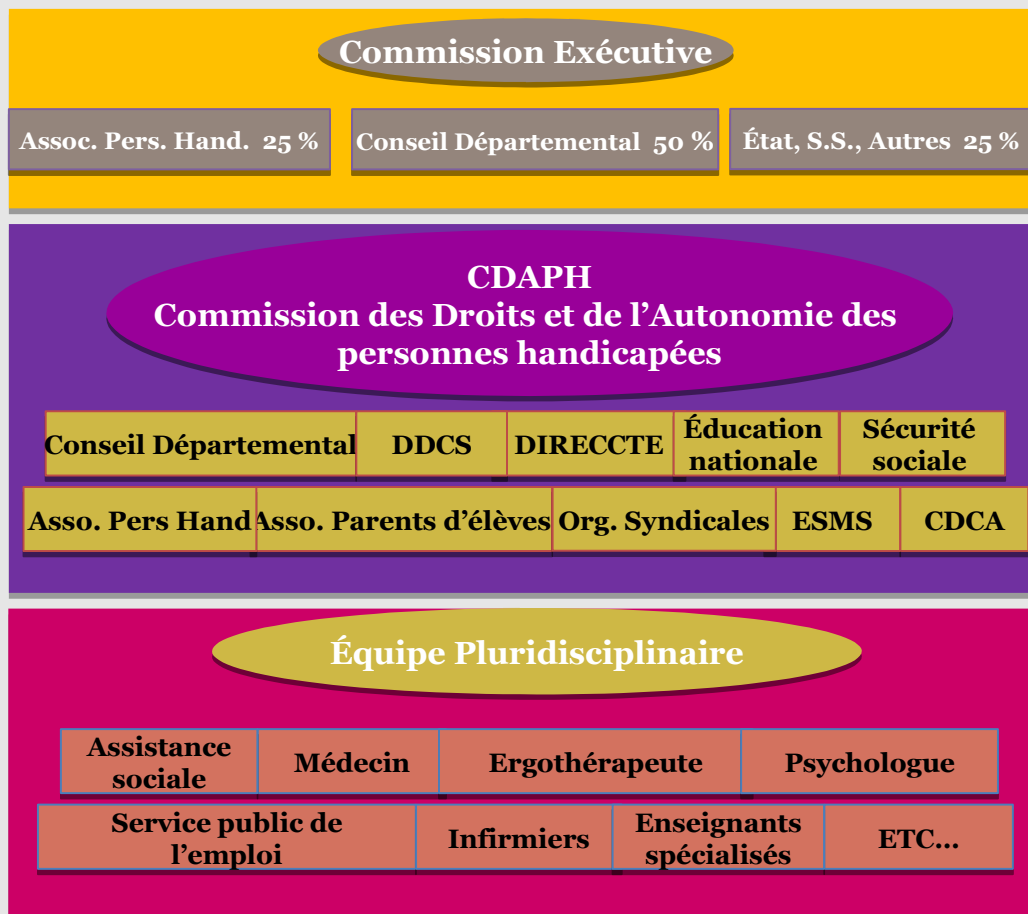 Commission Exécutive
Assoc. Pers. Hand. 25 %
Conseil Départemental 50 %
État, S.S., Autres 25 %
CDAPH
Commission des Droits et de l’Autonomie des
personnes handicapées
Conseil Départemental
DDCS
DIRECCTE
Éducation
nationale
Sécurité
sociale
Asso. Pers Hand
Asso. Parents d’élèves
Org. Syndicales
ESMS
CDCA
Équipe Pluridisciplinaire
Assistance
sociale
Médecin
Ergothérapeute
Psychologue
Service public de
l’emploi
Infirmiers
Enseignants
spécialisés
ETC…